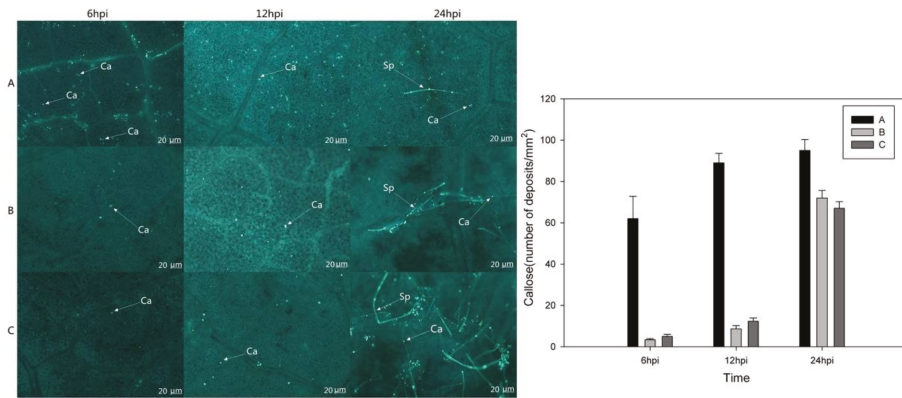 6hpi 12hpi 24hpi
A
Ca
Ca
Ca
20 μm
Ca
20 μm
Sp
Ca
20 μm
B
Ca
20 μm
Ca
20 μm
Sp
Ca
20 μm
C
Ca
20 μm
Ca
20 μm
Sp
Ca
20 μm
Callose(number of deposits/mm²)
120
100
80
60
40
20
0
A
B
C
6hpi 12hpi 24hpi
Time